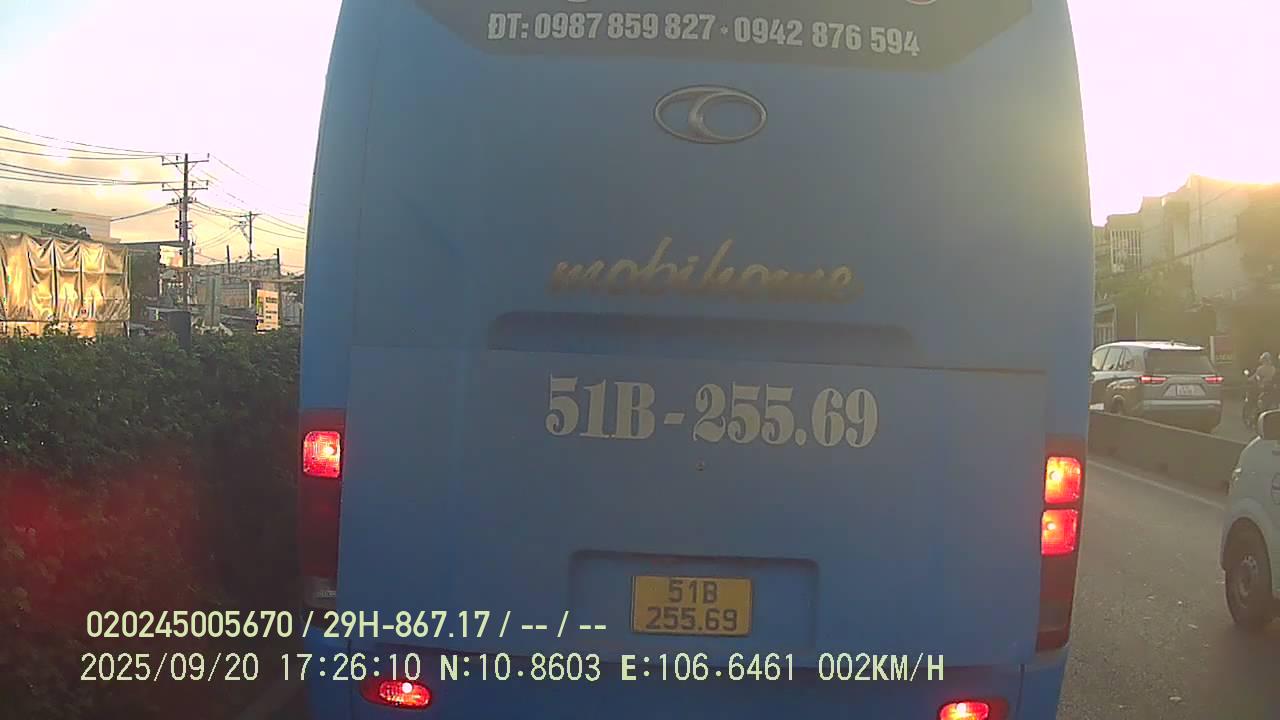 ĐT: 0987 859 827 * 0942 876 594
mobihome
51B-255.69
51B
255.69
020245005670 / 29H-867.17 / -- / --
2025/09/20 17:26:10 N:10.8603 E:106.6461 002KM/H